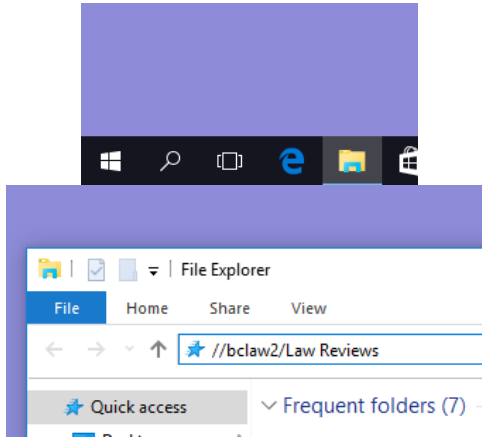 File Explorer
File Home Share View
//bclaw2/Law Reviews
Quick access
Frequent folders (7)